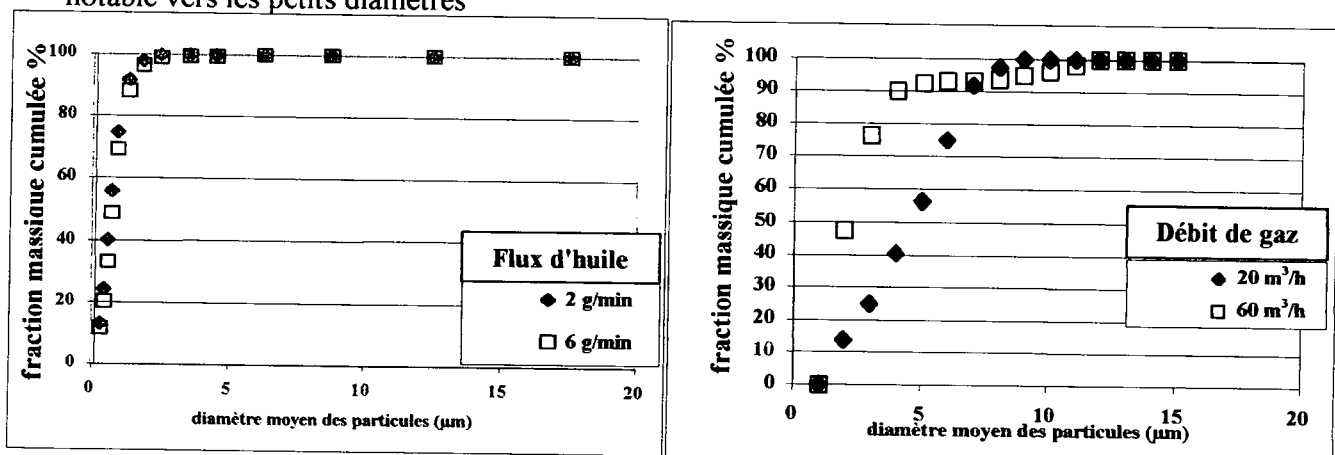 notable vers les petits diamètres
fraction massique cumulée %
100
80
60
40
20
0
0
5
10
15
20
diamètre moyen des particules (µm)
Flux d'huile
2 g/min
6 g/min
fraction massique cumulée %
100
90
80
70
60
50
40
30
20
10
0
0
5
10
15
20
diamètre moyen des particules (µm)
Débit de gaz
20 m³/h
60 m³/h